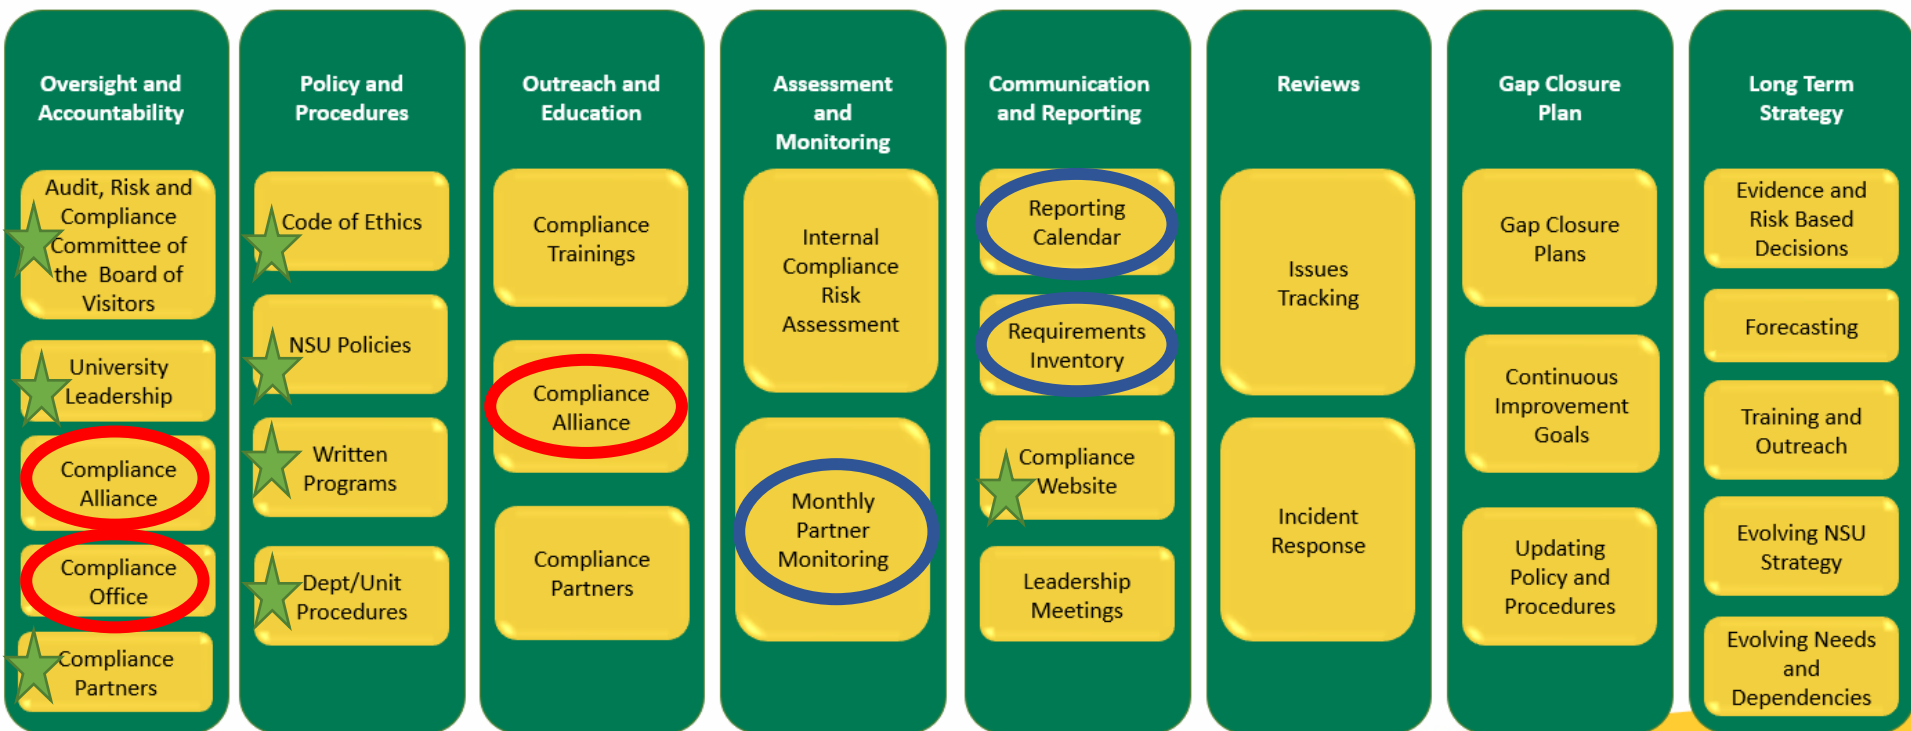 Oversight and
Accountability
Audit, Risk and
Compliance
Committee of
the Board of
Visitors
University
Leadership
Compliance
Alliance
Compliance
Office
Compliance
Partners
Policy and
Procedures
Code of Ethics
NSU Policies
Written
Programs
Dept/Unit
Procedures
Outreach and
Education
Compliance
Trainings
Compliance
Alliance
Compliance
Partners
Assessment
and
Monitoring
Internal
Compliance
Risk
Assessment
Monthly
Partner
Monitoring
Communication
and Reporting
Reporting
Calendar
Requirements
Inventory
Compliance
Website
Leadership
Meetings
Reviews
Issues
Tracking
Incident
Response
Gap Closure
Plan
Gap Closure
Plans
Continuous
Improvement
Goals
Updating
Policy and
Procedures
Long Term
Strategy
Evidence and
Risk Based
Decisions
Forecasting
Training and
Outreach
Evolving NSU
Strategy
Evolving Needs
and
Dependencies